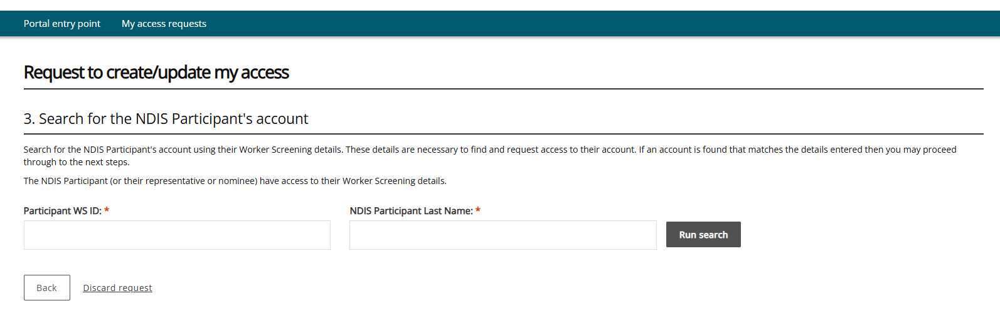 Portal entry point My access requests
Request to create/update my access
3. Search for the NDIS Participant's account
Search for the NDIS Participant's account using their Worker Screening details. These details are necessary to find and request access to their account. If an account is found that matches the details entered then you may proceed
through to the next steps.
The NDIS Participant (or their representative or nominee) have access to their Worker Screening details.
Participant WS ID: * NDIS Participant Last Name: *
Run search
Back Discard request